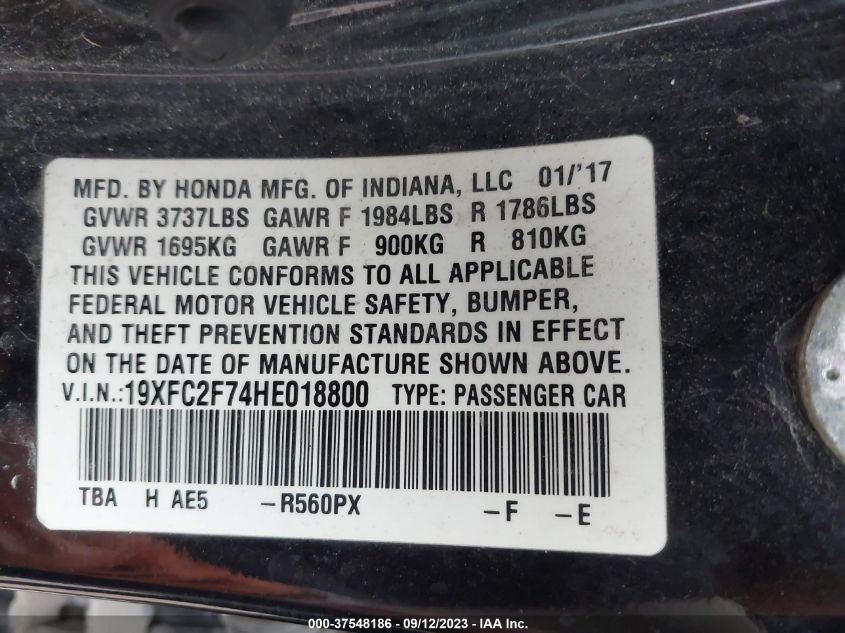 MFD. BY HONDA MFG. OF INDIANA, LLC 01/'17
GVWR 3737LBS GAWR F 1984LBS R 1786LBS
GVWR 1695KG GAWR F 900KG R 810KG
THIS VEHICLE CONFORMS TO ALL APPLICABLE
FEDERAL MOTOR VEHICLE SAFETY, BUMPER,
AND THEFT PREVENTION STANDARDS IN EFFECT
ON THE DATE OF MANUFACTURE SHOWN ABOVE.
V.I.N.:19XFC2F74HE018800 TYPE: PASSENGER CAR
TBA H AE5 -R560PX -F -E
000-37548186 - 09/12/2023 - IAA Inc.